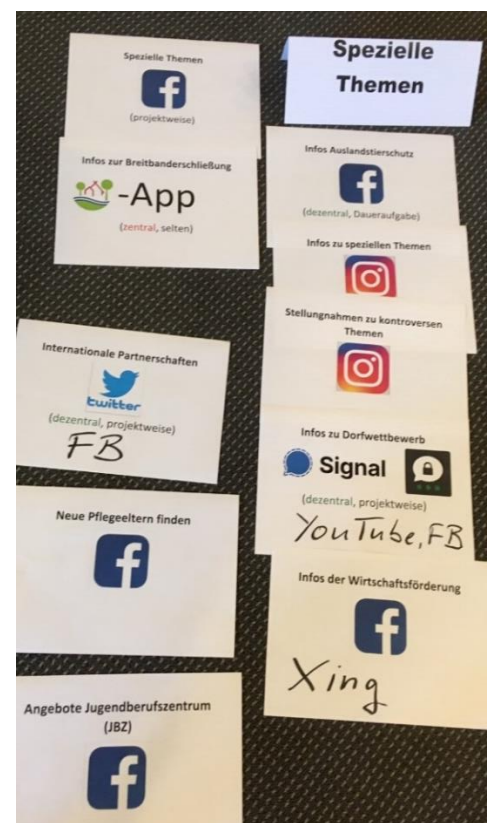 Spezielle
Themen
Spezielle Themen
(projektweise)
Infos zur Breitbanderschließung
-App
(zentral, selten)
Internationale Partnerschaften
twitter
(dezentral, projektweise)
FB
Neue Pflegeeltern finden
Angebote Jugendberufszentrum
(JBZ)
Infos Auslandstierschutz
(dezentral, Daueraufgabe)
Infos zu speziellen Themen
Stellungnahmen zu kontroversen
Themen
Infos zu Dorfwettbewerb
Signal
(dezentral, projektweise)
YouTube, FB
Infos der Wirtschaftsförderung
Xing